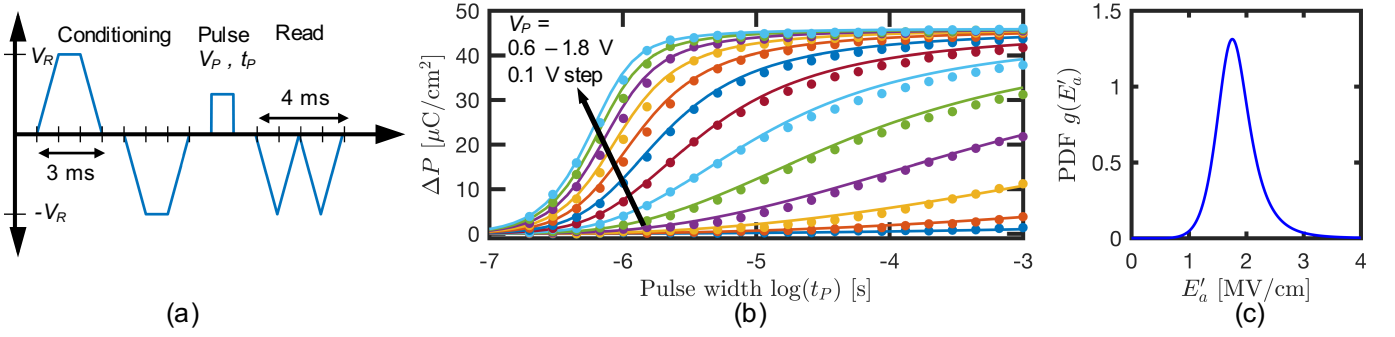 Conditioning
Pulse
V_P , t_P
Read
V_R
4 ms
3 ms
-V_R
(a)
50
40
30
20
10
0
ΔP [μC/cm²]
V_P =
0.6 – 1.8 V
0.1 V step
-7
-6
-5
-4
-3
Pulse width log(t_P) [s]
(b)
1.5
1
0.5
0
PDF g(E'_a)
0
1
2
3
4
E'_a [MV/cm]
(c)